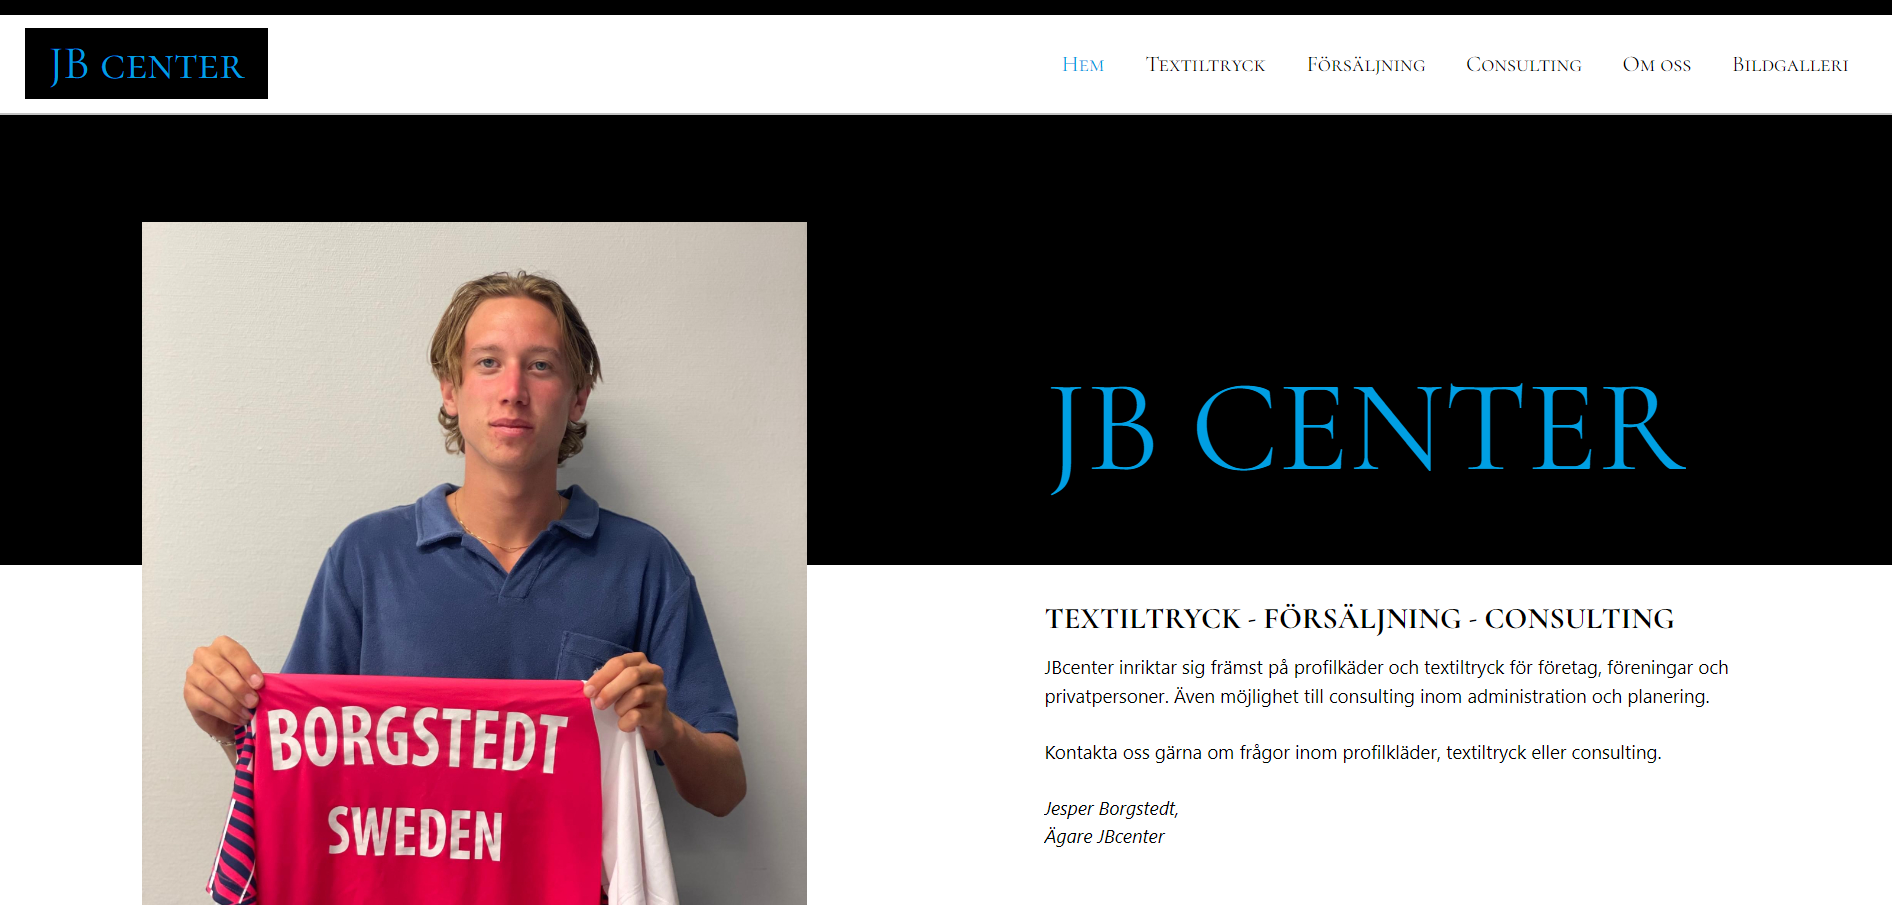 JB CENTER
Hem Textiltryck Försäljning Consulting Om oss Bildgalleri
JB CENTER
TEXTILTRYCK - FÖRSÄLJNING - CONSULTING
JBcenter inriktar sig främst på profilkäder och textiltryck för företag, föreningar och
privatpersoner. Även möjlighet till consulting inom administration och planering.
Kontakta oss gärna om frågor inom profilkläder, textiltryck eller consulting.
Jesper Borgstedt,
Ägare JBcenter
BORGSTEDT
SWEDEN